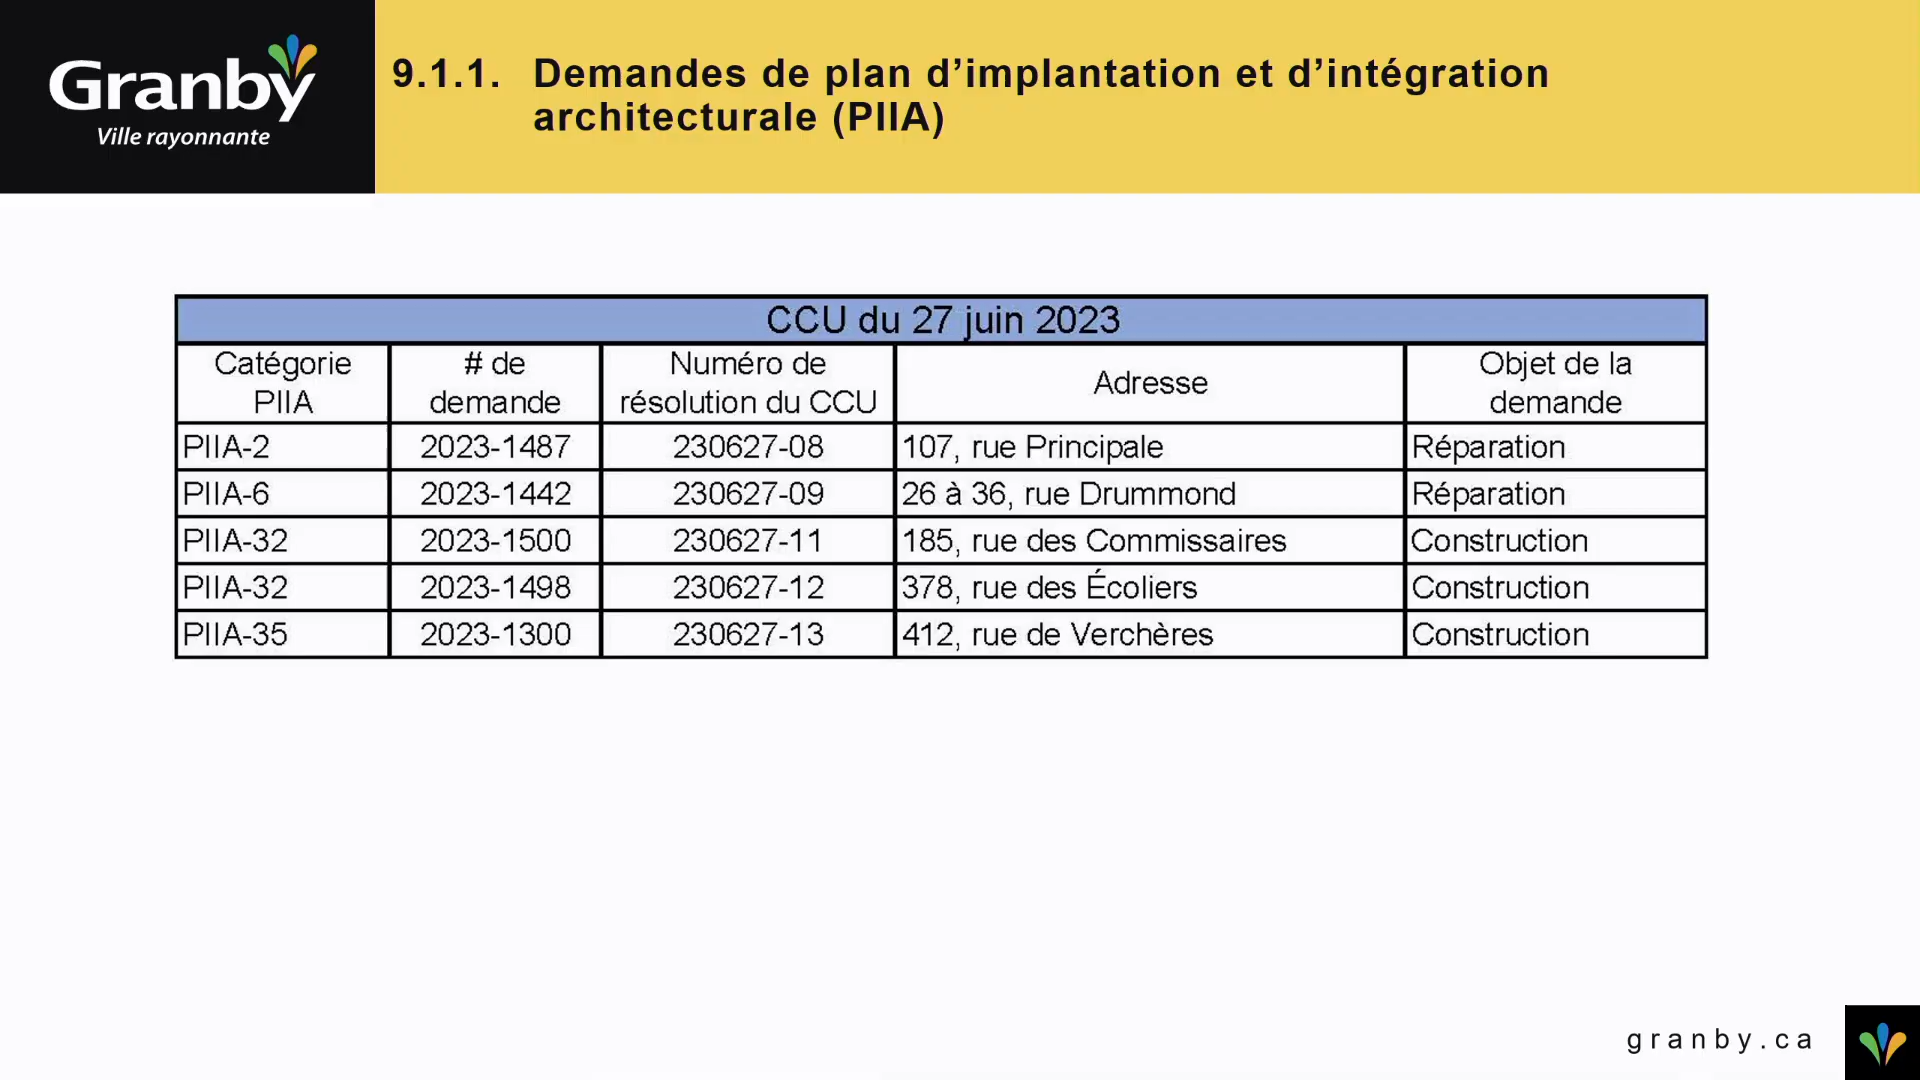 Granby
Ville rayonnante
9.1.1. Demandes de plan d’implantation et d’intégration
architecturale (PIIA)
CCU du 27 juin 2023
Catégorie PIIA | # de demande | Numéro de résolution du CCU | Adresse | Objet de la demande
PIIA-2 | 2023-1487 | 230627-08 | 107, rue Principale | Réparation
PIIA-6 | 2023-1442 | 230627-09 | 26 à 36, rue Drummond | Réparation
PIIA-32 | 2023-1500 | 230627-11 | 185, rue des Commissaires | Construction
PIIA-32 | 2023-1498 | 230627-12 | 378, rue des Écoliers | Construction
PIIA-35 | 2023-1300 | 230627-13 | 412, rue de Verchères | Construction
granby.ca